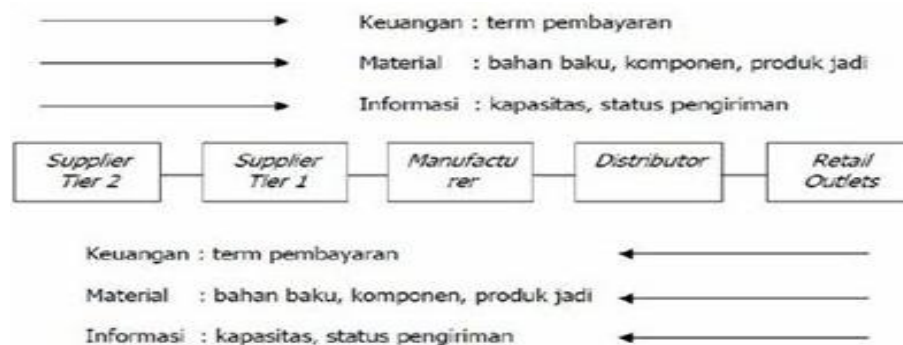 Keuangan : term pembayaran
Material : bahan baku, komponen, produk jadi
Informasi : kapasitas, status pengiriman
Supplier
Tier 2
Supplier
Tier 1
Manufactu
rer
Distributor
Retail
Outlets
Keuangan : term pembayaran
Material : bahan baku, komponen, produk jadi
Informasi : kapasitas, status pengiriman